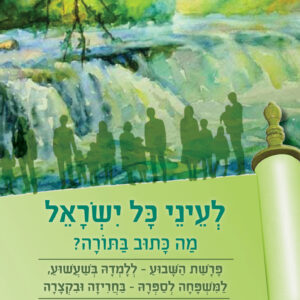 לְעֵינֵי כָּל יִשְׂרָאֵל
מַה כָּתוּב בַּתּוֹרָה?
פָּרָשַׁת הַשָּׁבוּעַ - לְלָמְדָהּ בְּשַׁעֲשׁוּעַ,
לַמִּשְׁפָּחָה לְסַפְּרָהּ - בַּחֲרִיזָה וּבִקְצָרָה